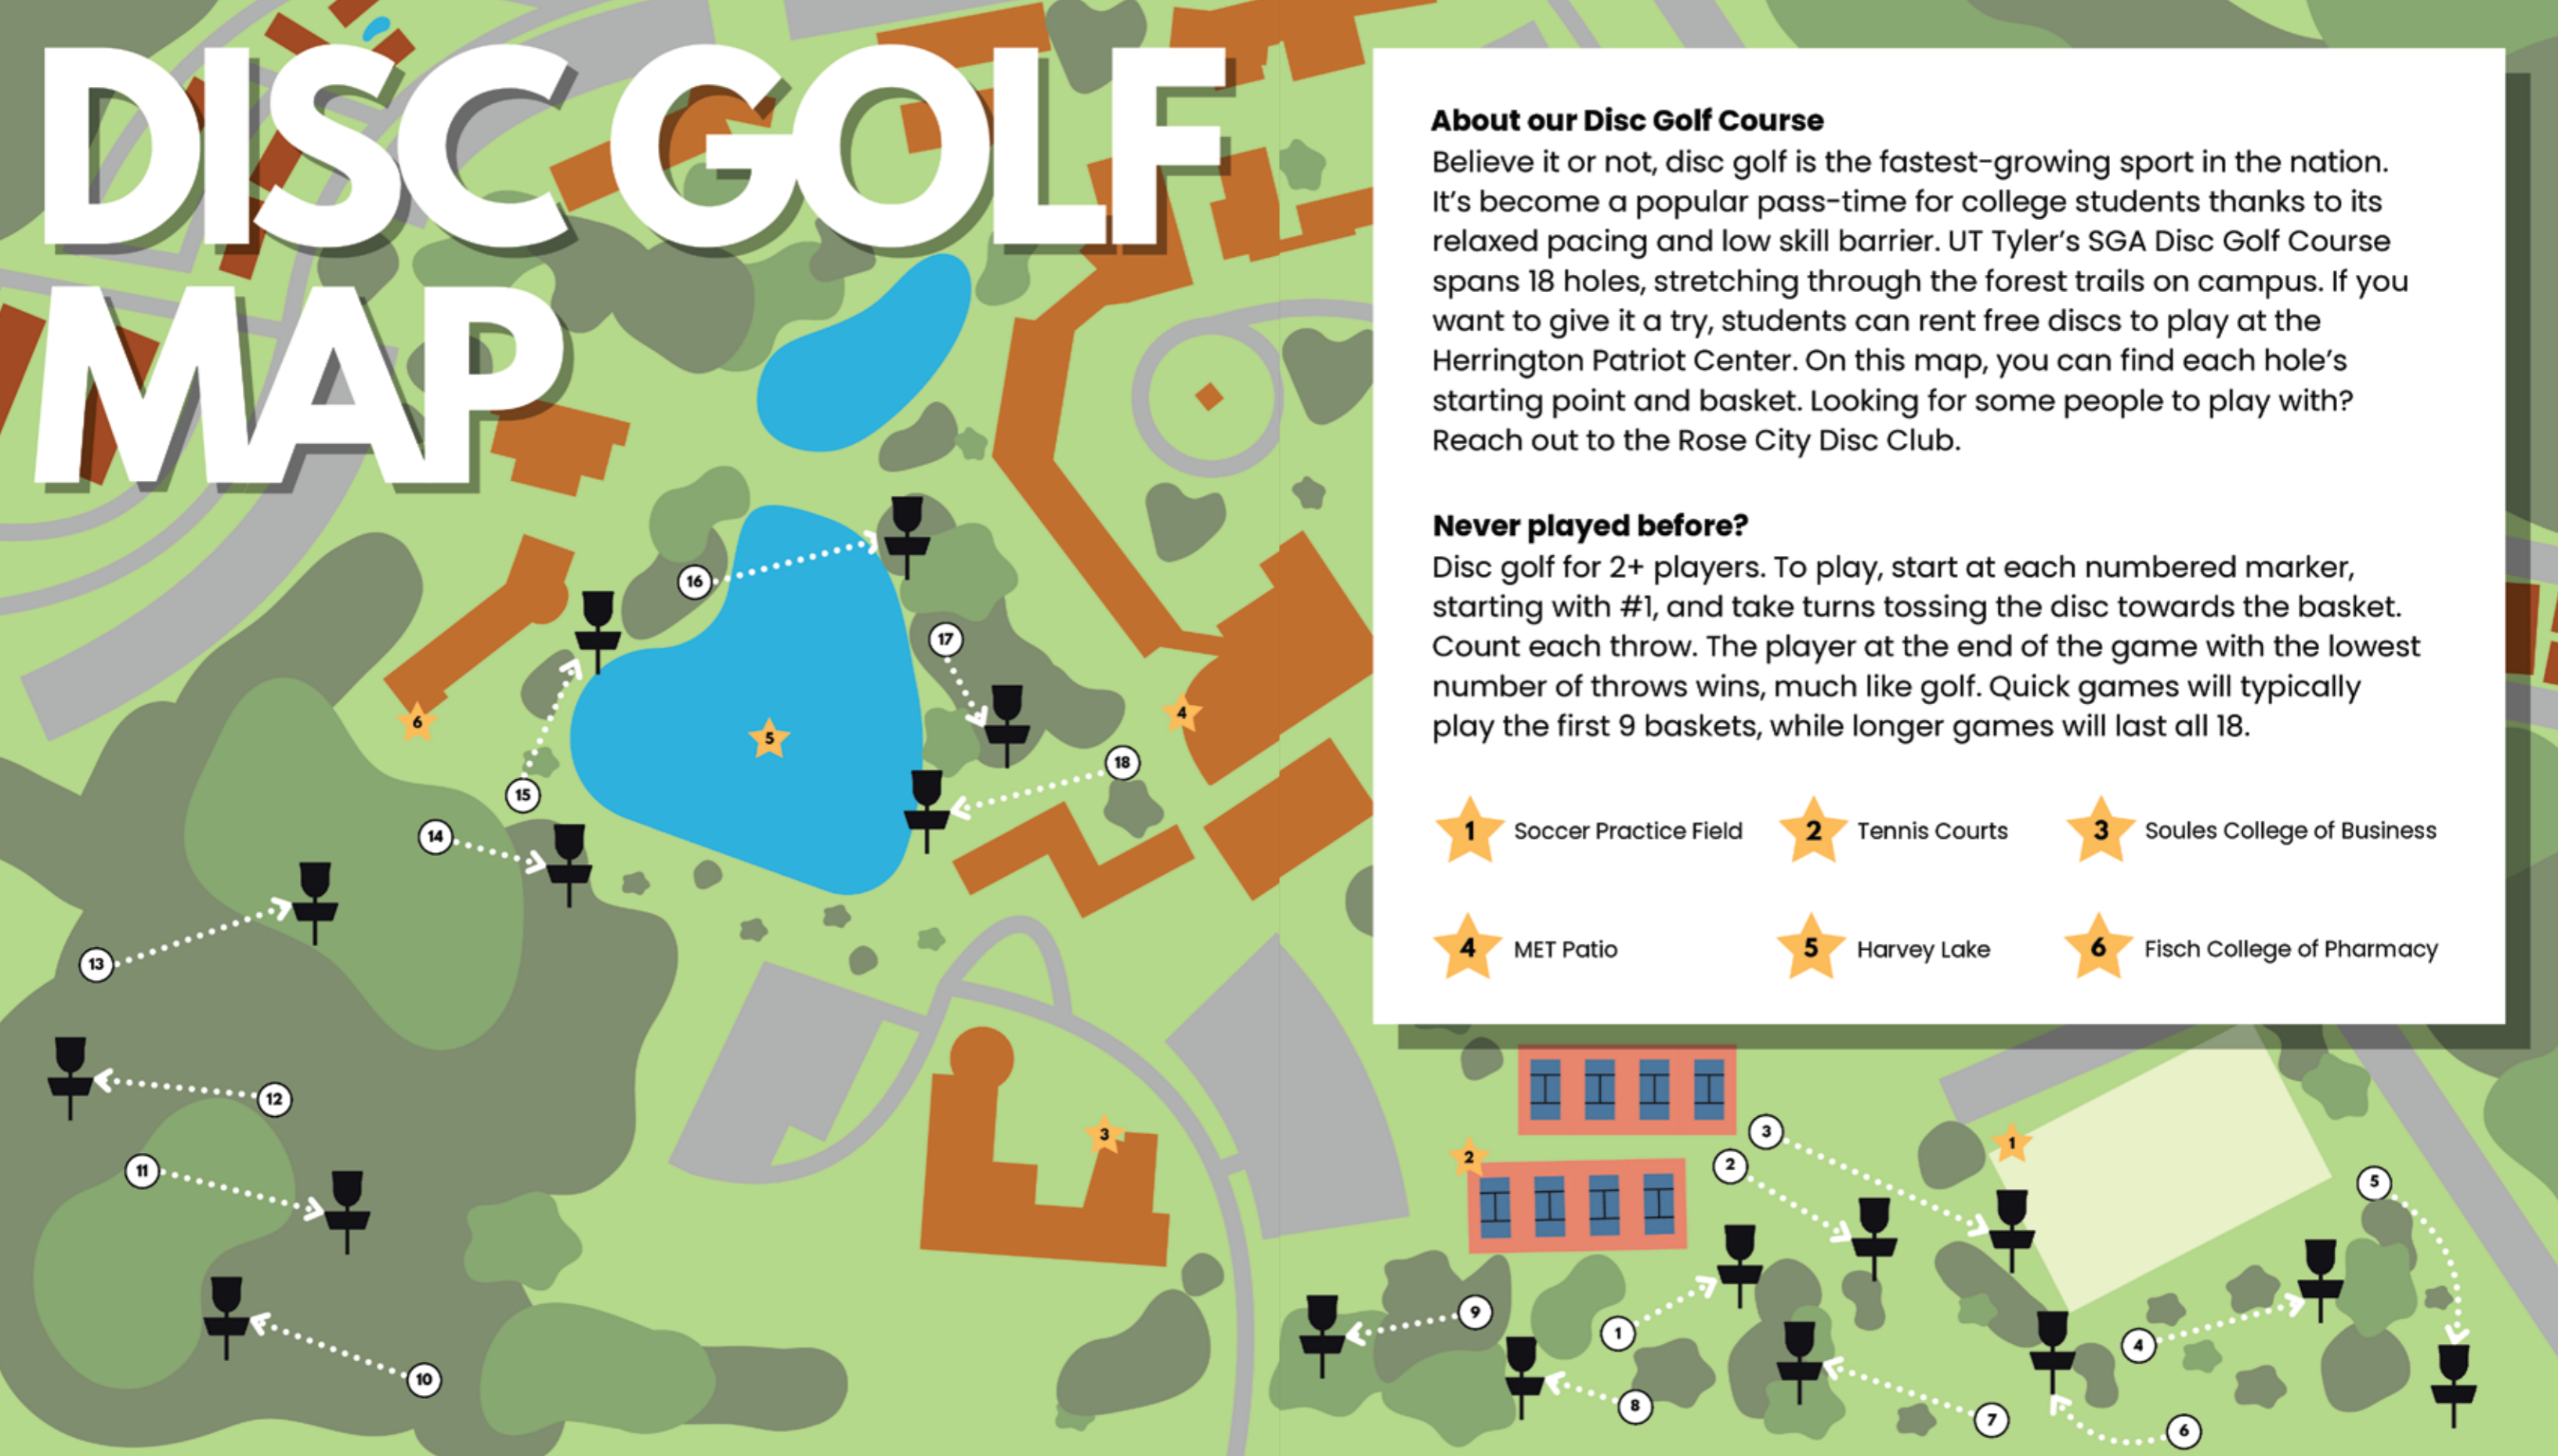 DISC GOLF
MAP
About our Disc Golf Course
Believe it or not, disc golf is the fastest-growing sport in the nation.
It's become a popular pass-time for college students thanks to its
relaxed pacing and low skill barrier. UT Tyler's SGA Disc Golf Course
spans 18 holes, stretching through the forest trails on campus. If you
want to give it a try, students can rent free discs to play at the
Herrington Patriot Center. On this map, you can find each hole's
starting point and basket. Looking for some people to play with?
Reach out to the Rose City Disc Club.
Never played before?
Disc golf for 2+ players. To play, start at each numbered marker,
starting with #1, and take turns tossing the disc towards the basket.
Count each throw. The player at the end of the game with the lowest
number of throws wins, much like golf. Quick games will typically
play the first 9 baskets, while longer games will last all 18.
1 Soccer Practice Field 2 Tennis Courts 3 Soules College of Business
4 MET Patio 5 Harvey Lake 6 Fisch College of Pharmacy
16
17
6
4
5
18
15
14
13
12
3
3
1
2
2
11
5
9
1
4
10
8
7
6